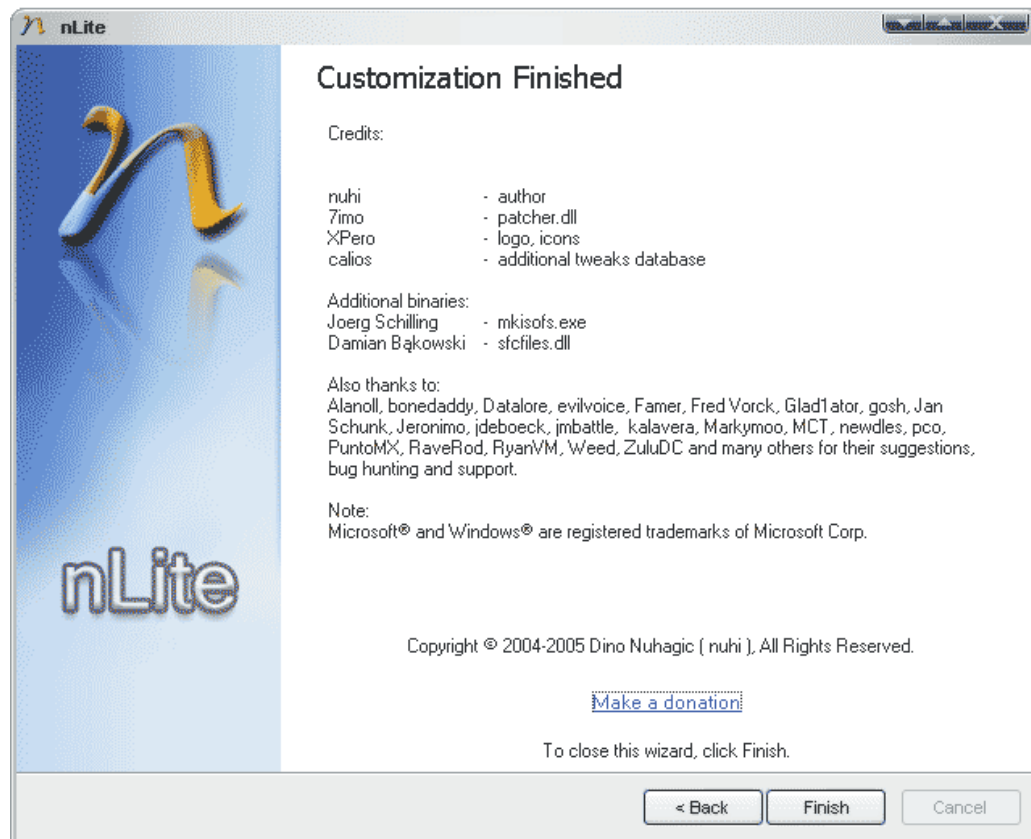 nLite
Customization Finished
Credits:
nuhi - author
7imo - patcher.dll
XPero - logo, icons
calios - additional tweaks database
Additional binaries:
Joerg Schilling - mkisofs.exe
Damian Bąkowski - sfcfiles.dll
Also thanks to:
Alanoll, bonedaddy, Datalore, evilvoice, Famer, Fred Vorck, Glad1ator, gosh, Jan
Schunk, Jeronimo, jdeboeck, jmbattle, kalavera, Markymoo, MCT, newdles, pco,
PuntoMX, RaveRod, RyanVM, Weed, ZuluDC and many others for their suggestions,
bug hunting and support.
Note:
Microsoft® and Windows® are registered trademarks of Microsoft Corp.
nLite
Copyright © 2004-2005 Dino Nuhagic ( nuhi ), All Rights Reserved.
Make a donation
To close this wizard, click Finish.
< Back Finish Cancel